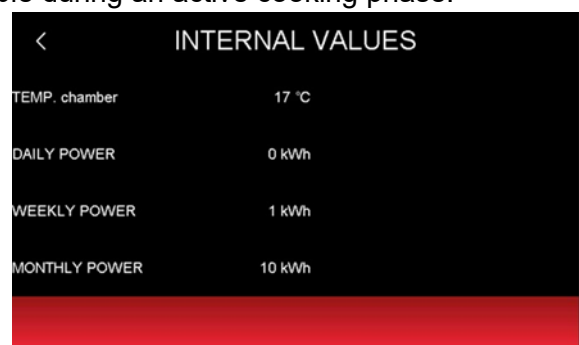 during an active cooking phase.
< INTERNAL VALUES
TEMP. chamber 17 °C
DAILY POWER 0 kWh
WEEKLY POWER 1 kWh
MONTHLY POWER 10 kWh